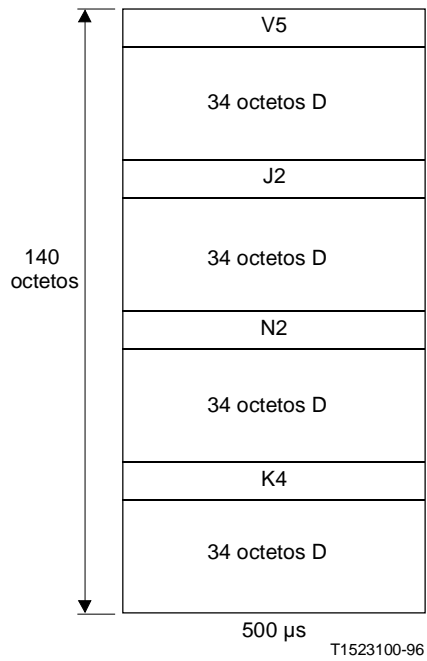 V5
34 octetos D
J2
34 octetos D
140
octetos
N2
34 octetos D
K4
34 octetos D
500 µs
T1523100-96